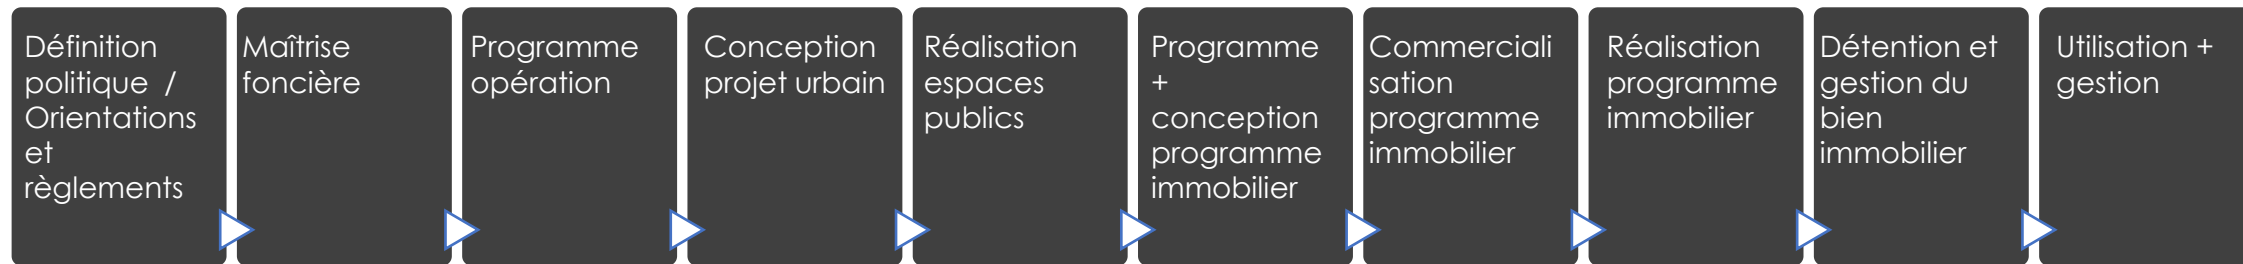 Définition
politique /
Orientations
et
règlements
Maîtrise
foncière
Programme
opération
Conception
projet urbain
Réalisation
espaces
publics
Programme
+
conception
programme
immobilier
Commerciali
sation
programme
immobilier
Réalisation
programme
immobilier
Détention et
gestion du
bien
immobilier
Utilisation +
gestion